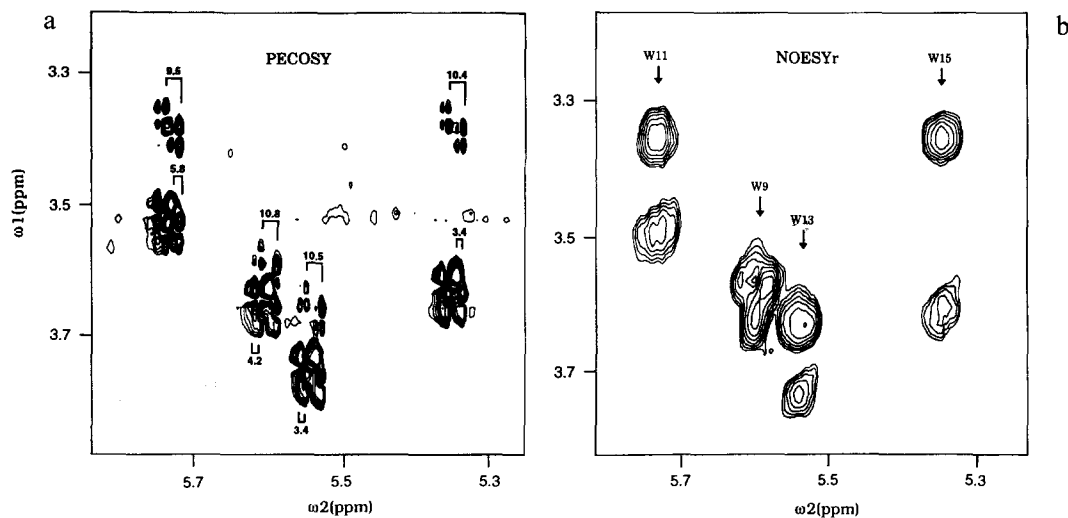 a
PECOSY
3.3
3.5
3.7
ω1(ppm)
9.5
10.4
5.8
10.8
3.4
10.5
4.2
3.4
5.7
5.5
5.3
ω2(ppm)
b
NOESYr
W11
W15
W9
W13
3.3
3.5
3.7
5.7
5.5
5.3
ω2(ppm)